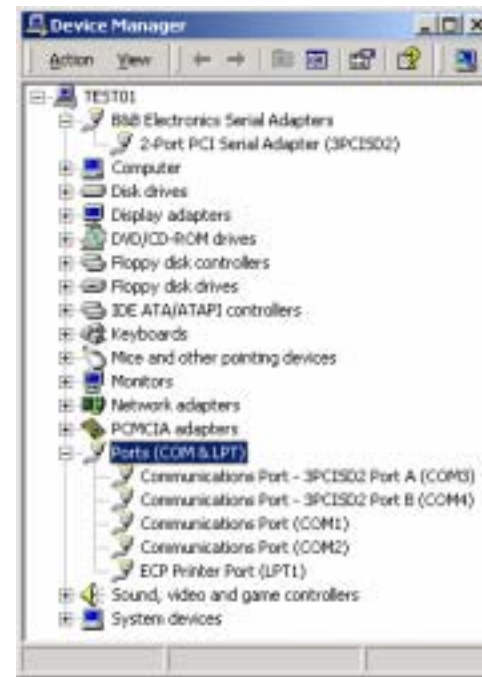 Device Manager
Action View
TEST01
B&B Electronics Serial Adapters
2-Port PCI Serial Adapter (3PCISD2)
Computer
Disk drives
Display adapters
DVD/CD-ROM drives
Floppy disk controllers
Floppy disk drives
IDE ATA/ATAPI controllers
Keyboards
Mice and other pointing devices
Monitors
Network adapters
PCMCIA adapters
Ports (COM & LPT)
Communications Port - 3PCISD2 Port A (COM3)
Communications Port - 3PCISD2 Port B (COM4)
Communications Port (COM1)
Communications Port (COM2)
ECP Printer Port (LPT1)
Sound, video and game controllers
System devices